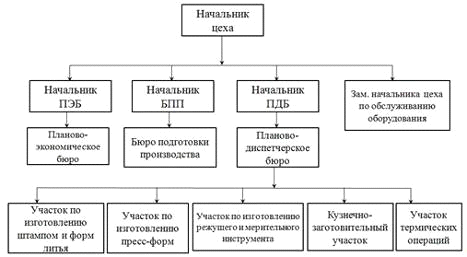 Начальник
цеха
Начальник
ПЭБ
Начальник
БПП
Начальник
ПДБ
Зам. начальника цеха
по обслуживанию
оборудования
Планово-
экономическое
бюро
Бюро подготовки
производства
Планово-
диспетчерское
бюро
Участок по
изготовлению
штампом и форм
литья
Участок по
изготовлению
пресс-форм
Участок по изготовлению
режушего и мерительного
инструмента
Кузнечно-
заготовительный
участок
Участок
термических
операций